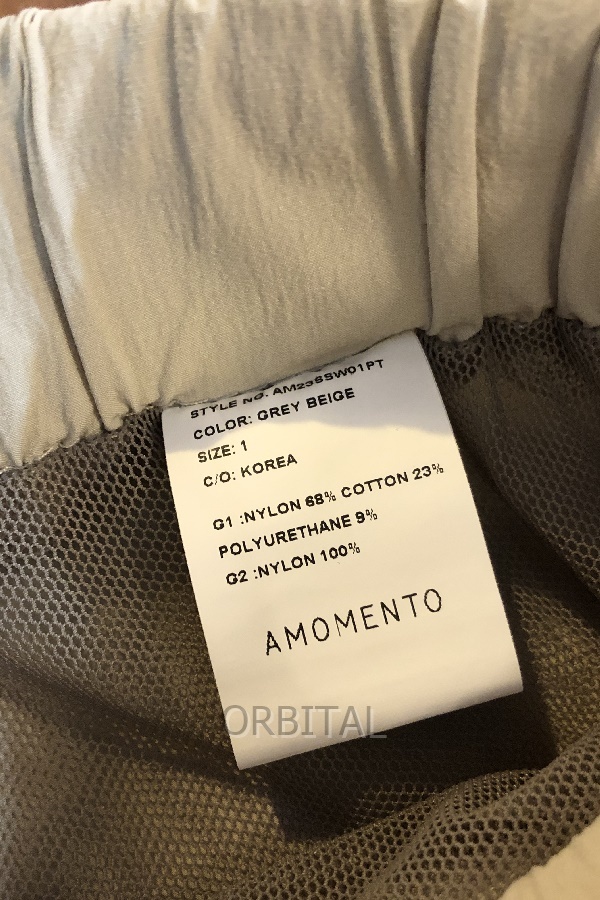 STYLE NO. AM23SSW01PT
COLOR: GREY BEIGE
SIZE: 1
C/O: KOREA
G1 :NYLON 68% COTTON 23%
POLYURETHANE 9%
G2 :NYLON 100%
AMOMENTO
ORBITAL